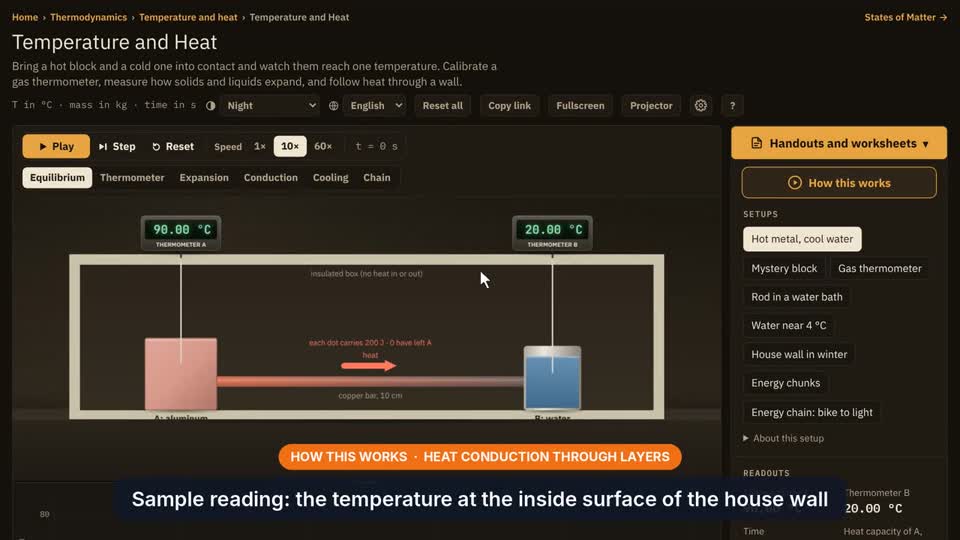 Home › Thermodynamics › Temperature and heat › Temperature and Heat
States of Matter →
Temperature and Heat
Bring a hot block and a cold one into contact and watch them reach one temperature. Calibrate a
gas thermometer, measure how solids and liquids expand, and follow heat through a wall.
T in °C · mass in kg · time in s Night English Reset all Copy link Fullscreen Projector ?
Play Step Reset Speed 1× 10× 60× t = 0 s
Equilibrium Thermometer Expansion Conduction Cooling Chain
90.00 °C
THERMOMETER A
20.00 °C
THERMOMETER B
insulated box (no heat in or out)
each dot carries 200 J · 0 have left A
heat
copper bar, 10 cm
A: aluminum
B: water
80
Handouts and worksheets ▾
How this works
SETUPS
Hot metal, cool water
Mystery block Gas thermometer
Rod in a water bath
Water near 4 °C
House wall in winter
Energy chunks
Energy chain: bike to light
About this setup
READOUTS
Thermometer B
20.00 °C
Time Heat capacity of A,
HOW THIS WORKS · HEAT CONDUCTION THROUGH LAYERS
Sample reading: the temperature at the inside surface of the house wall